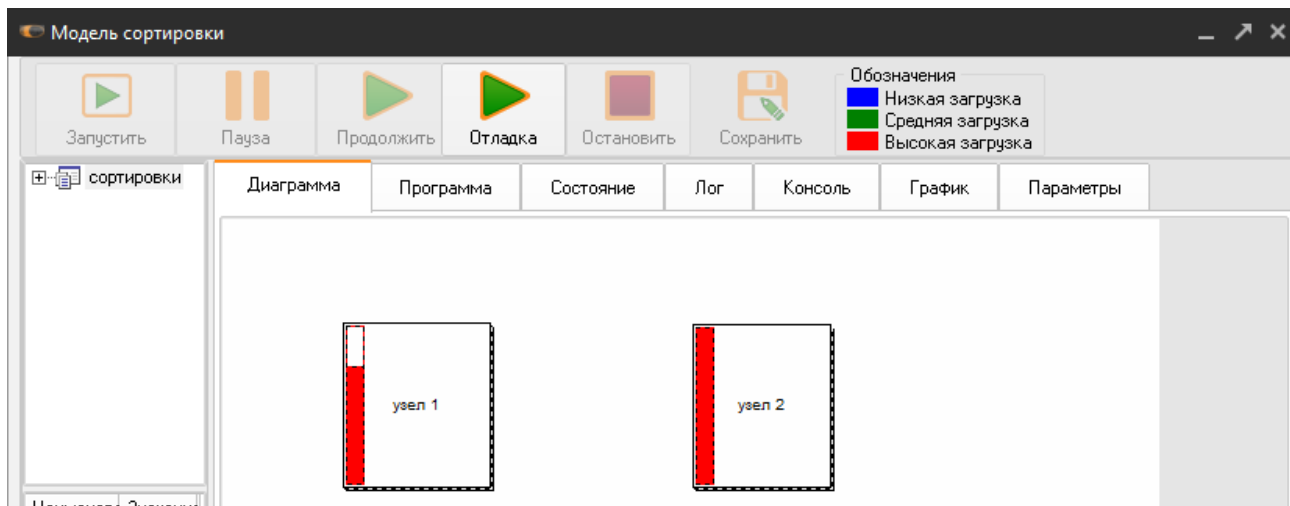 Модель сортировки
Обозначения
Низкая загрузка
Средняя загрузка
Высокая загрузка
Запустить Пауза Продолжить Отладка Остановить Сохранить
сортировки
Диаграмма Программа Состояние Лог Консоль График Параметры
узел 1 узел 2